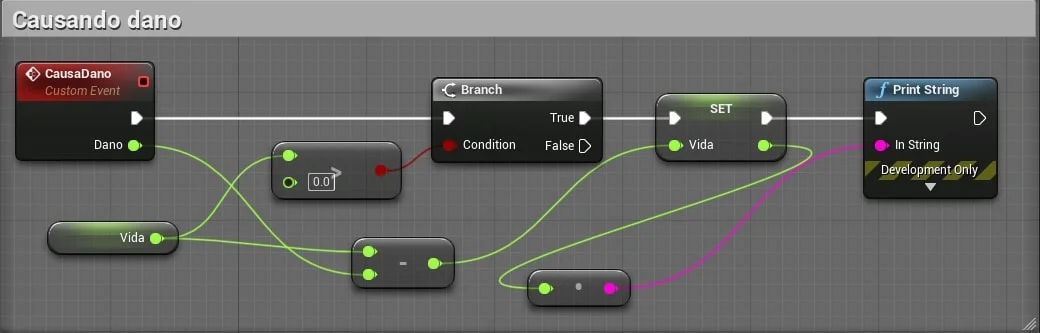 Causando dano
CausaDano
Custom Event
Dano
Vida
>
0.0
-
Branch
Condition
True
False
SET
Vida
Print String
In String
Development Only